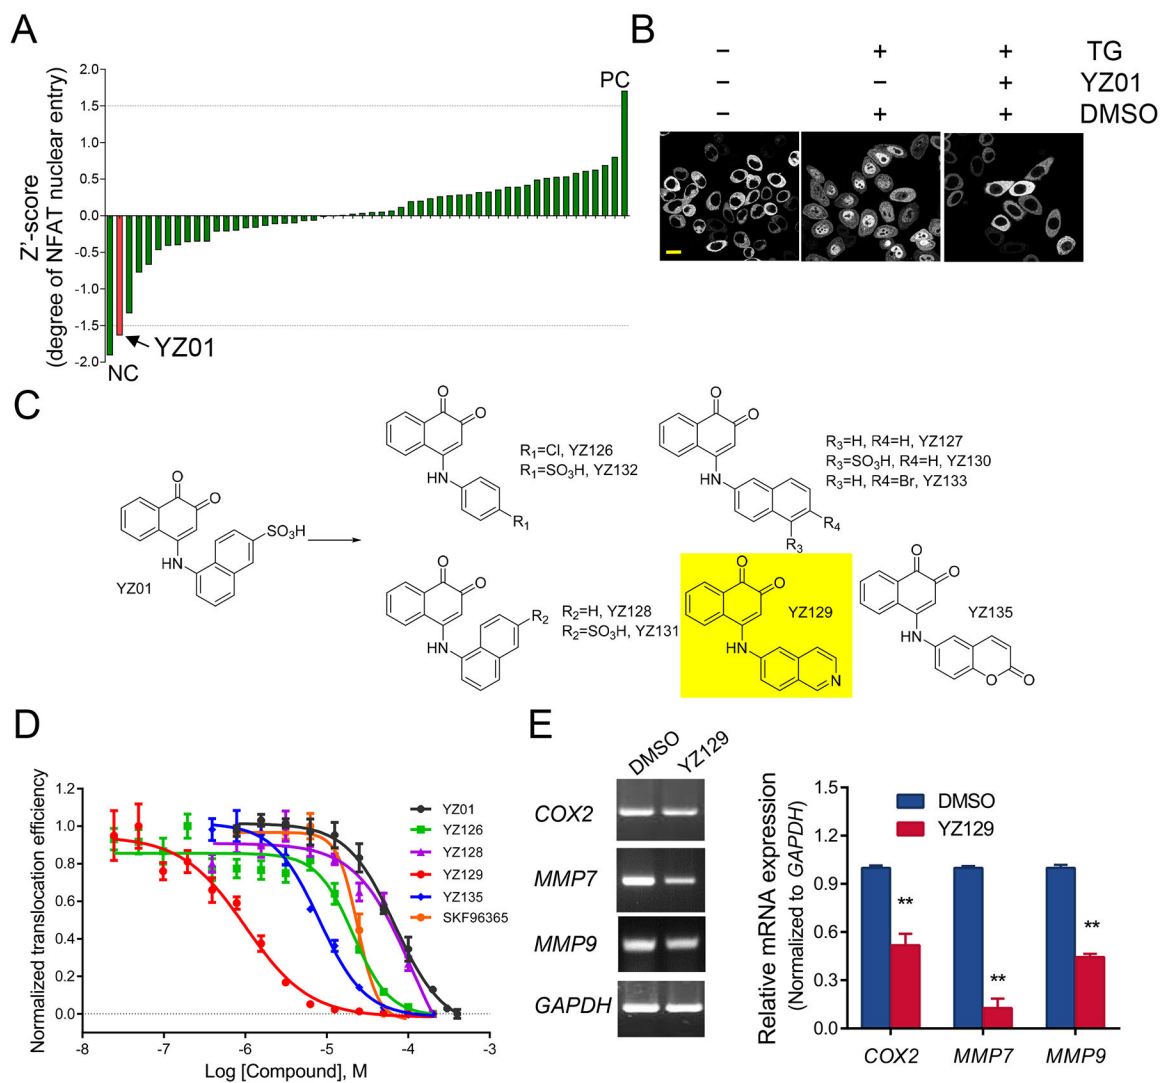 A
Z'-score
(degree of NFAT nuclear entry)
2.0
1.5
1.0
0.5
0.0
-0.5
-1.0
-1.5
-2.0
PC
NC
YZ01
B
− + + TG
− − + YZ01
− + + DMSO
C
O
O
HN
SO₃H
YZ01
O
O
HN
R₁
R₁=Cl, YZ126
R₁=SO₃H, YZ132
O
O
HN
R₄
R₃
R₃=H, R4=H, YZ127
R₃=SO₃H, R4=H, YZ130
R₃=H, R4=Br, YZ133
O
O
HN
R₂
R₂=H, YZ128
R₂=SO₃H, YZ131
O
O
HN
N
YZ129
O
O
HN
O
O
YZ135
D
Normalized translocation efficiency
1.2
1.0
0.8
0.6
0.4
0.2
0.0
YZ01
YZ126
YZ128
YZ129
YZ135
SKF96365
-8 -7 -6 -5 -4 -3
Log [Compound], M
E
DMSO YZ129
COX2
MMP7
MMP9
GAPDH
Relative mRNA expression
(Normalized to GAPDH)
1.5
1.2
0.9
0.6
0.3
0.0
DMSO
YZ129
**
**
**
COX2 MMP7 MMP9